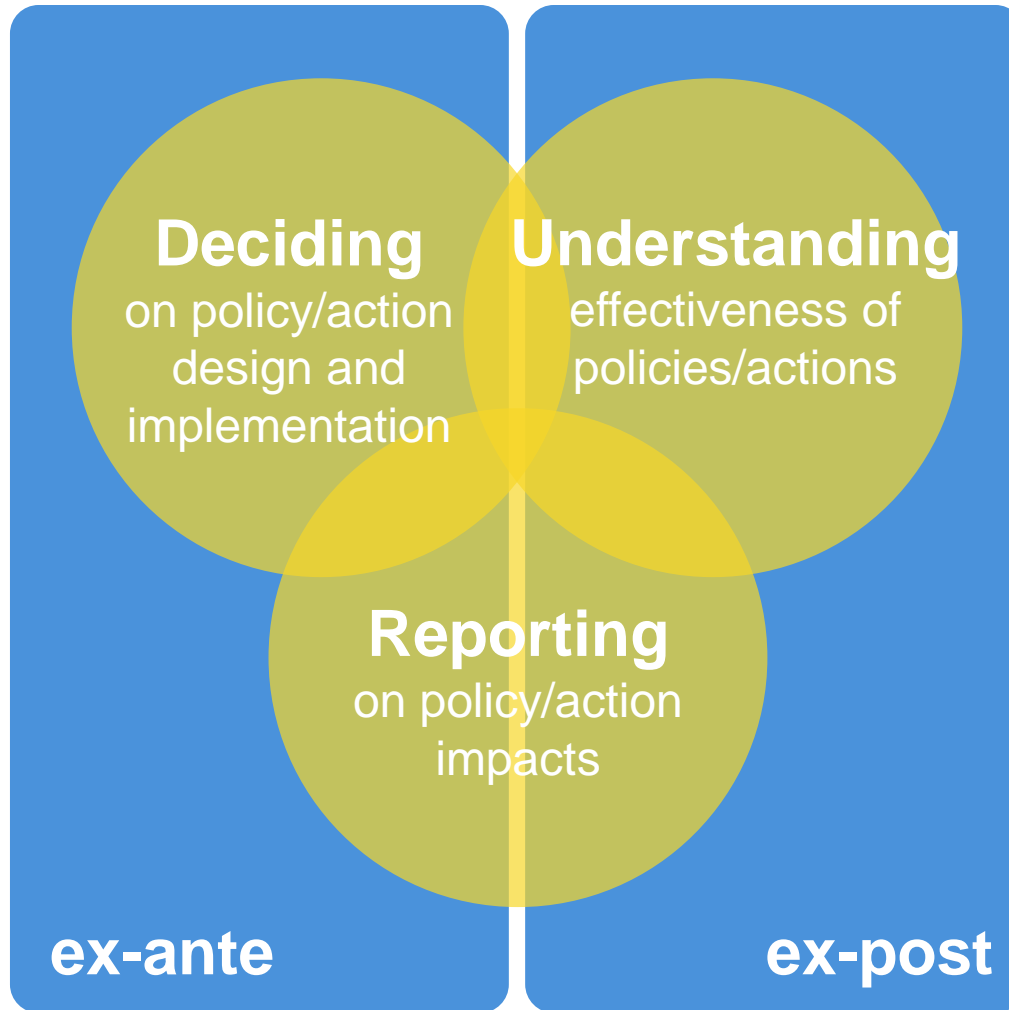 Deciding
on policy/action
design and
implementation
Understanding
effectiveness of
policies/actions
Reporting
on policy/action
impacts
ex-ante
ex-post